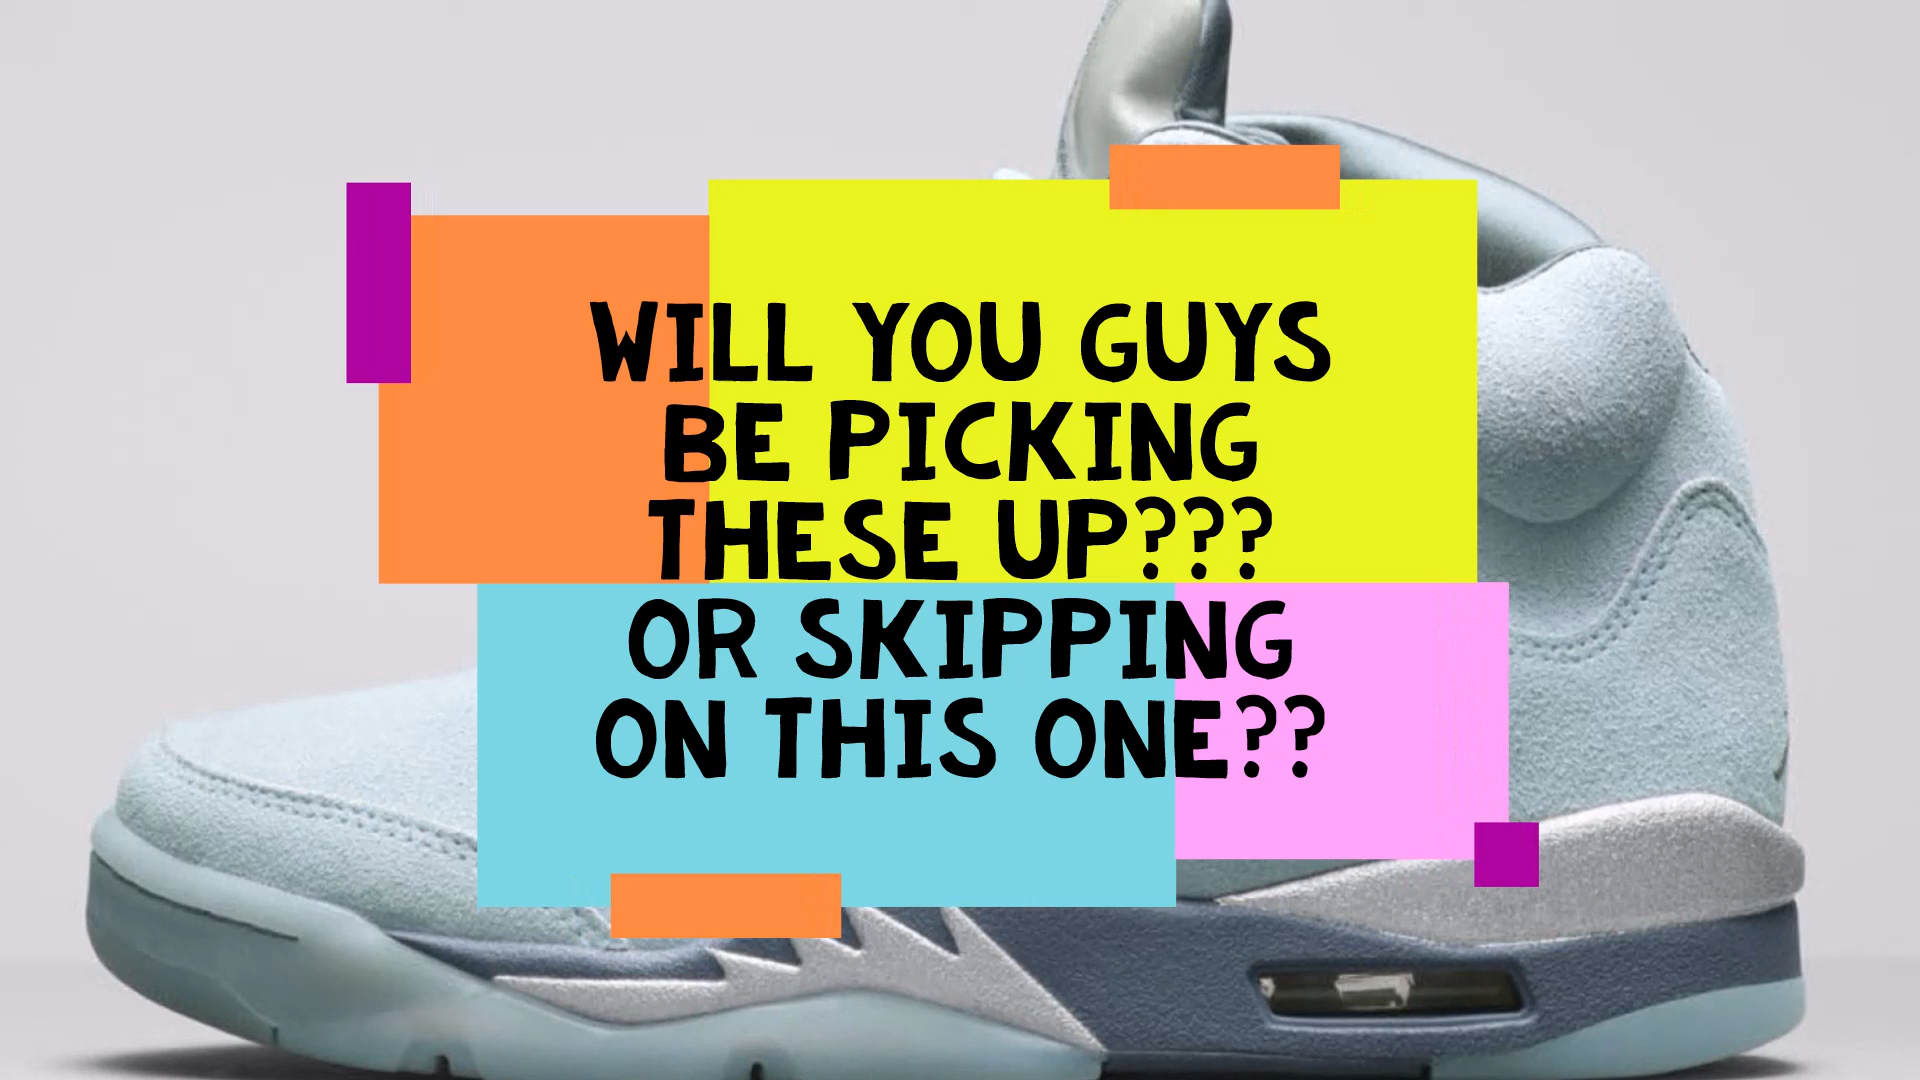 WILL YOU GUYS
BE PICKING
THESE UP???
OR SKIPPING
ON THIS ONE??